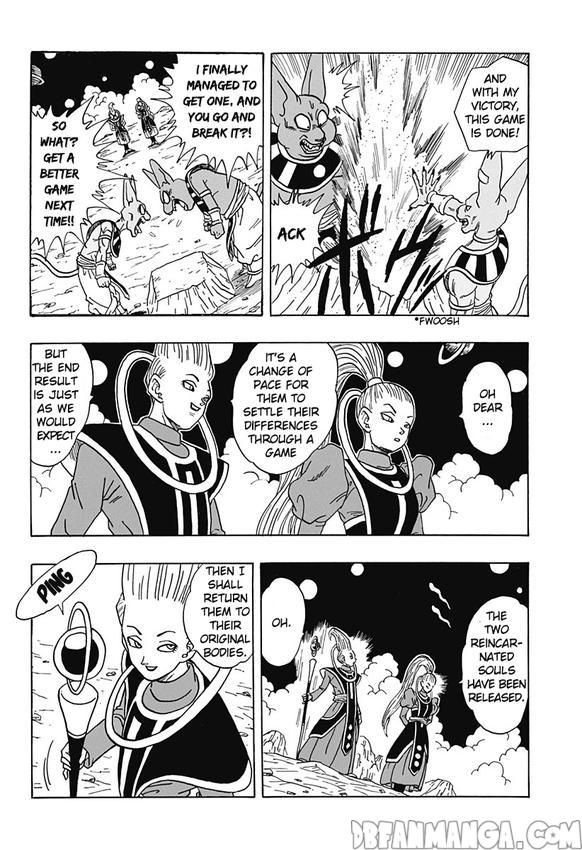 AND
WITH MY
VICTORY,
THIS GAME
IS DONE!
ACK
*FWOOSH
I FINALLY
MANAGED TO
GET ONE, AND
YOU GO AND
BREAK IT?!
SO
WHAT?
GET A
BETTER
GAME
NEXT
TIME!!
OH
DEAR
...
IT'S A
CHANGE OF
PACE FOR
THEM TO
SETTLE THEIR
DIFFERENCES
THROUGH A
GAME
BUT
THE END
RESULT
IS JUST
AS WE
WOULD
EXPECT
...
THE
TWO
REINCAR-
NATED
SOULS
HAVE BEEN
RELEASED.
OH.
THEN I
SHALL
RETURN
THEM TO
THEIR
ORIGINAL
BODIES.
PING
DBFANMANGA.COM